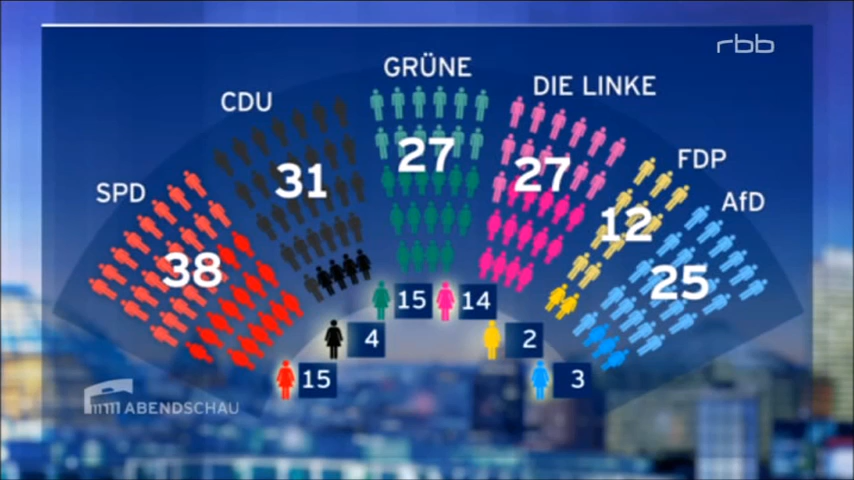 rbb
GRÜNE
DIE LINKE
CDU
FDP
SPD
AfD
27
31
27
12
38
25
15
14
4
2
15
3
ABENDSCHAU